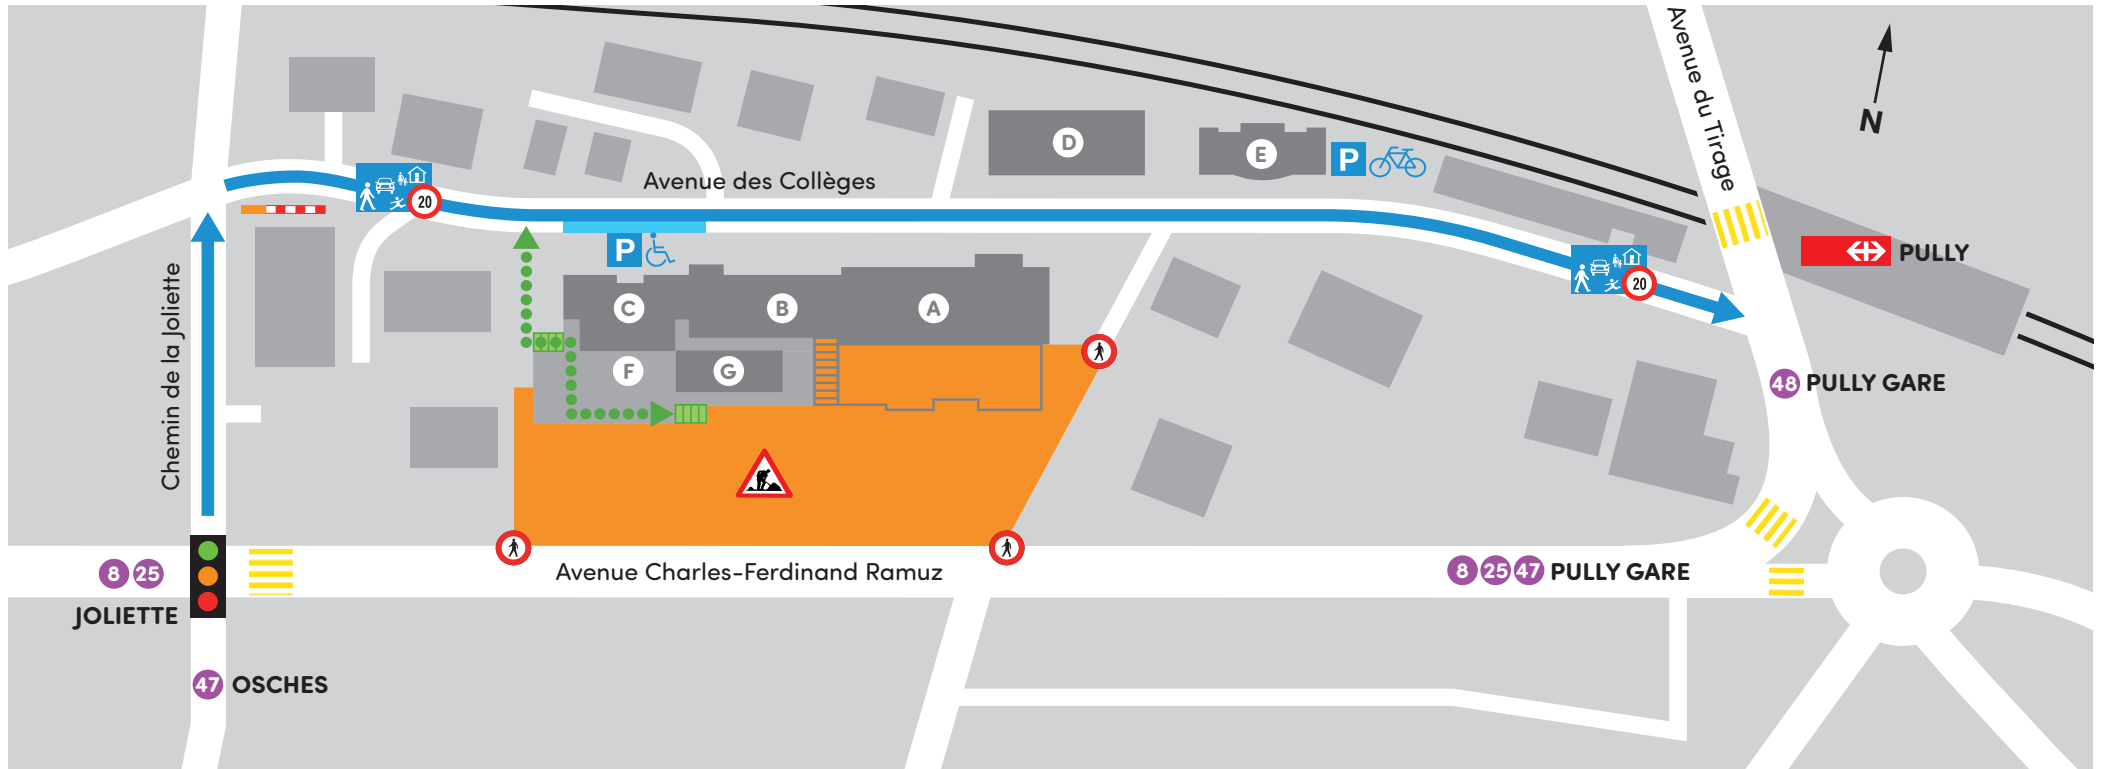 Avenue du Tirage
N
D
E
P
Avenue des Collèges
20
P
PULLY
20
Chemin de la Joliette
C
B
A
F
G
48 PULLY GARE
8 25
JOLIETTE
Avenue Charles-Ferdinand Ramuz
8 25 47 PULLY GARE
47 OSCHES